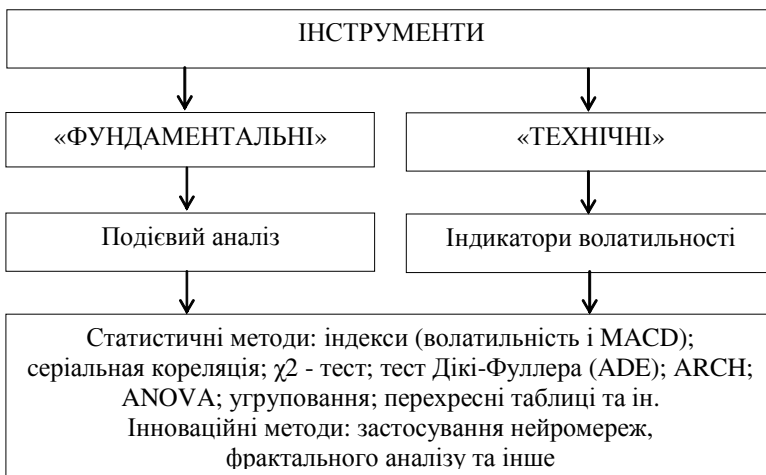 ІНСТРУМЕНТИ
«ФУНДАМЕНТАЛЬНІ»
«ТЕХНІЧНІ»
Подієвий аналіз
Індикатори волатильності
Статистичні методи: індекси (волатильність і MACD);
серіальная кореляція; χ2 - тест; тест Дікі-Фуллера (ADE); ARCH;
ANOVA; угруповання; перехресні таблиці та ін.
Інноваційні методи: застосування нейромереж,
фрактального аналізу та інше